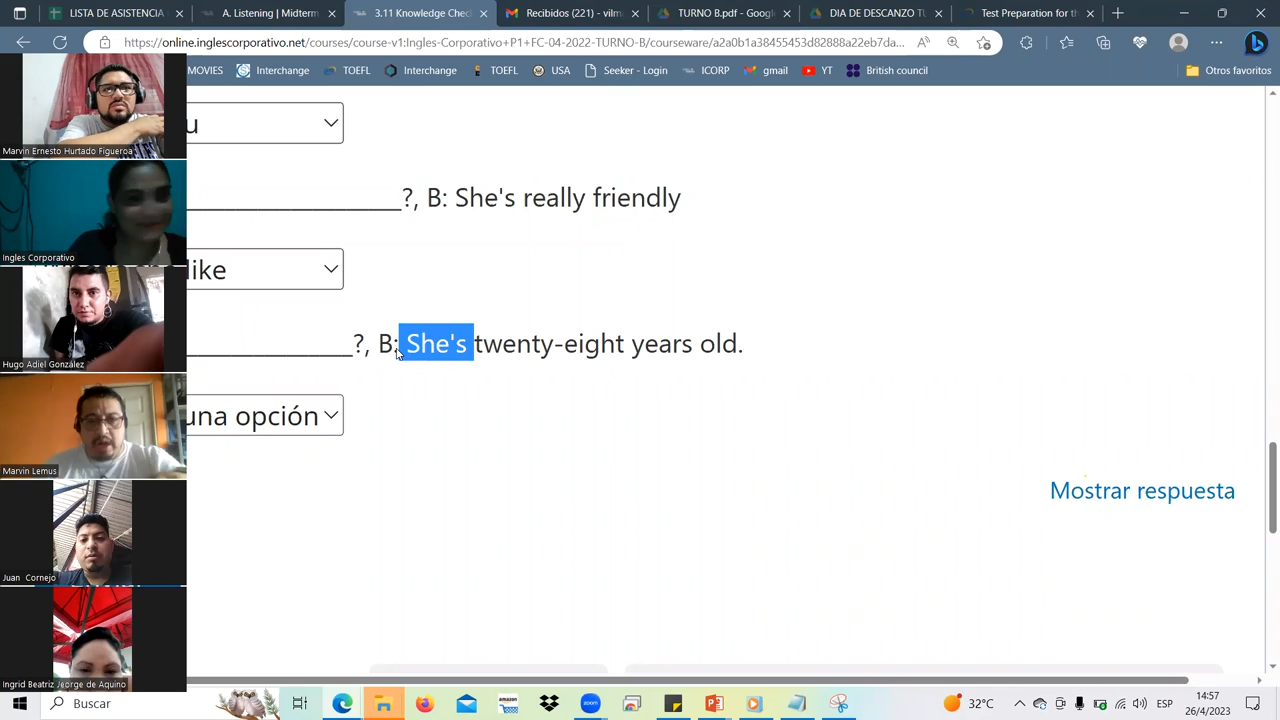 LISTA DE ASISTENCIA
A. Listening | Midterm
3.11 Knowledge Chec
Recibidos (221) - vilm
TURNO B.pdf - Google
DIA DE DESCANZO TU
Test Preparation for th
https://online.inglescorporativo.net/courses/course-v1:Ingles-Corporativo+P1+FC-04-2022-TURNO-B/courseware/a2a0b1a38455453d82888a22eb7da...
MOVIES
Interchange
TOEFL
Interchange
TOEFL
USA
Seeker - Login
ICORP
gmail
YT
British council
Otros favoritos
u
Marvin Ernesto Hurtado Figueroa
?, B: She's really friendly
Ingles Corporativo
like
?, B: She's twenty-eight years old.
Hugo Adiel González
una opción
Marvin Lemus
Mostrar respuesta
Juan Cornejo
Ingrid Beatriz Jeorge de Aquino
Buscar
amazon
zoom
32°C
ESP
14:57
26/4/2023